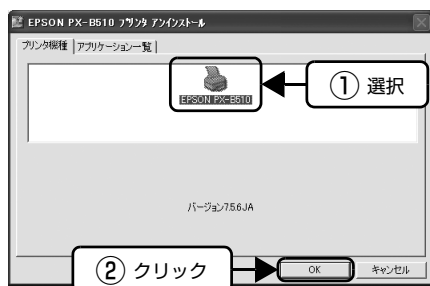 EPSON PX-B510 プリンタ アンインストール
プリンタ機種 アプリケーション一覧
EPSON PX-B510
① 選択
バージョン7.5.6.JA
② クリック
OK キャンセル